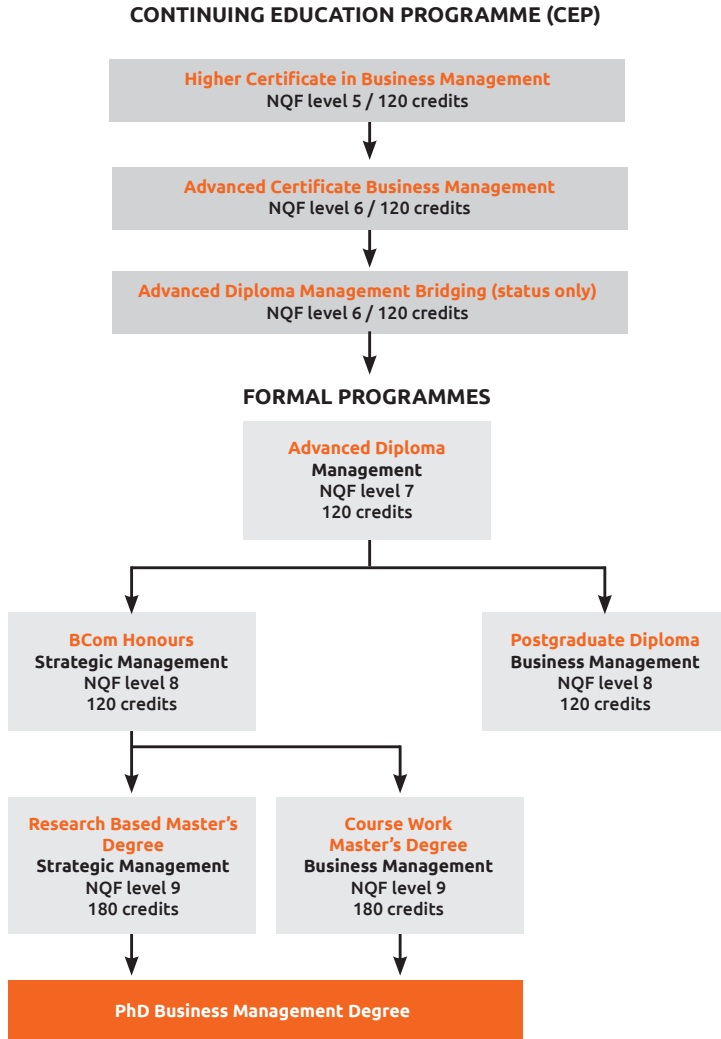 CONTINUING EDUCATION PROGRAMME (CEP)
Higher Certificate in Business Management
NQF level 5 / 120 credits
Advanced Certificate Business Management
NQF level 6 / 120 credits
Advanced Diploma Management Bridging (status only)
NQF level 6 / 120 credits
FORMAL PROGRAMMES
Advanced Diploma
Management
NQF level 7
120 credits
BCom Honours
Strategic Management
NQF level 8
120 credits
Postgraduate Diploma
Business Management
NQF level 8
120 credits
Research Based Master's
Degree
Strategic Management
NQF level 9
180 credits
Course Work
Master's Degree
Business Management
NQF level 9
180 credits
PhD Business Management Degree